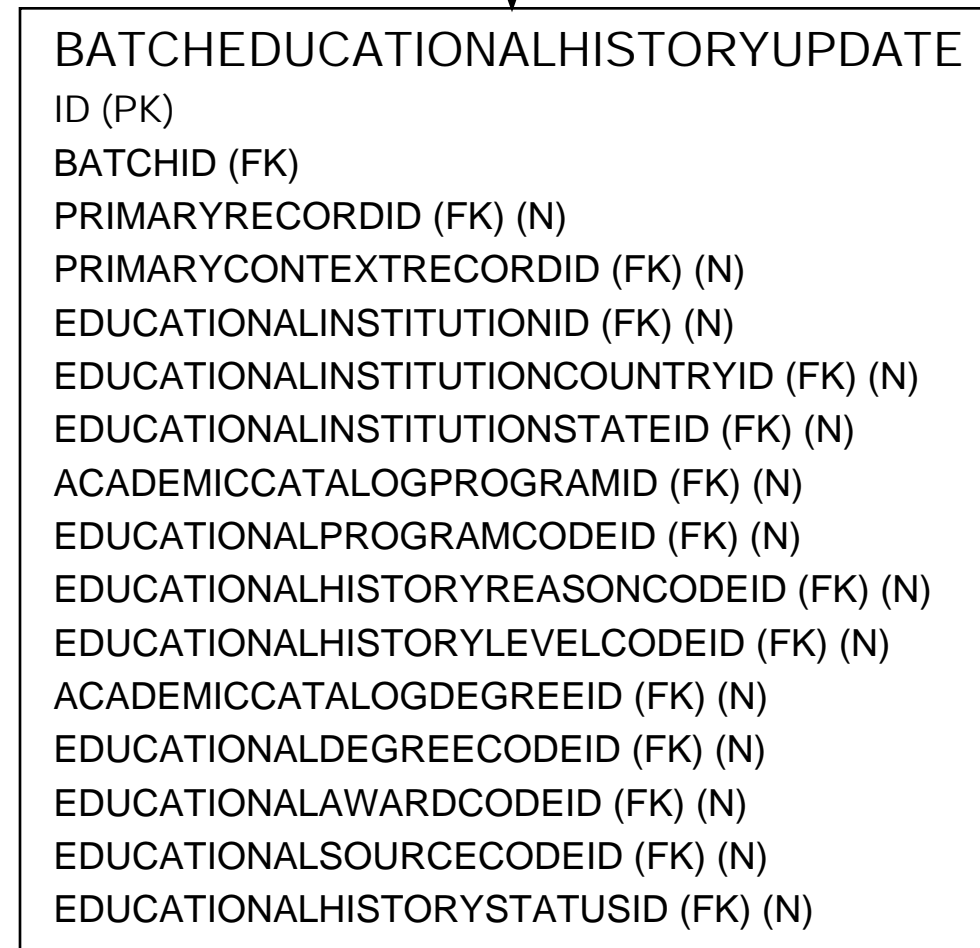 BATCHEDUCATIONALHISTORYUPDATE
ID (PK)
BATCHID (FK)
PRIMARYRECORDID (FK) (N)
PRIMARYCONTEXTRECORDID (FK) (N)
EDUCATIONALINSTITUTIONID (FK) (N)
EDUCATIONALINSTITUTIONCOUNTRYID (FK) (N)
EDUCATIONALINSTITUTIONSTATEID (FK) (N)
ACADEMICCATALOGPROGRAMID (FK) (N)
EDUCATIONALPROGRAMCODEID (FK) (N)
EDUCATIONALHISTORYREASONCODEID (FK) (N)
EDUCATIONALHISTORYLEVELCODEID (FK) (N)
ACADEMICCATALOGDEGREEID (FK) (N)
EDUCATIONALDEGREECODEID (FK) (N)
EDUCATIONALAWARDCODEID (FK) (N)
EDUCATIONALSOURCECODEID (FK) (N)
EDUCATIONALHISTORYSTATUSID (FK) (N)